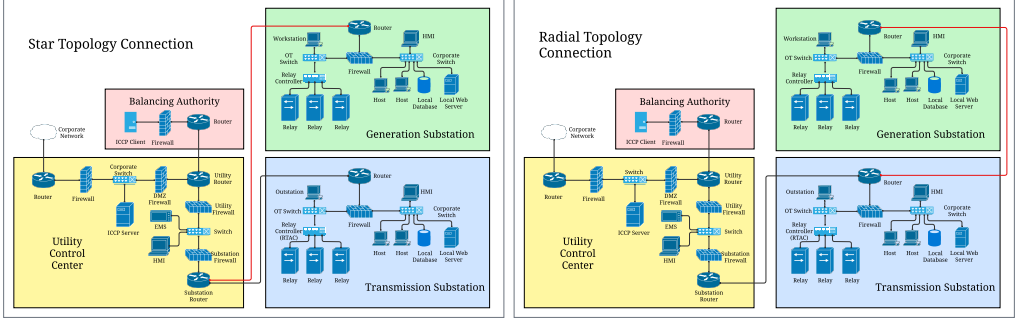 Star Topology Connection
Router
Workstation
HMI
OT
Switch
Corporate
Switch
Firewall
Relay
Controller
Host
Host
Local
Database
Local Web
Server
Relay
Relay
Relay
Generation Substation
Balancing Authority
Router
ICCP Client
Firewall
Corporate
Network
Corporate
Switch
Router
Firewall
DMZ
Firewall
Utility
Router
Utility
Firewall
ICCP Server
EMS
Switch
HMI
Substation
Firewall
Utility
Control
Center
Substation
Router
Router
Outstation
HMI
OT Switch
Corporate
Switch
Firewall
Relay
Controller
(RTAC)
Host
Host
Local
Database
Local Web
Server
Relay
Relay
Relay
Transmission Substation
Radial Topology
Connection
Router
Workstation
HMI
OT Switch
Corporate
Switch
Firewall
Relay
Controller
Host
Host
Local
Database
Local Web
Server
Relay
Relay
Relay
Generation Substation
Balancing Authority
Router
ICCP Client
Firewall
Corporate
Network
Switch
Router
Firewall
DMZ
Firewall
Utility
Router
Utility
Firewall
ICCP Server
EMS
Switch
HMI
Substation
Firewall
Utility
Control
Center
Substation
Router
Router
Outstation
HMI
OT Switch
Corporate
Switch
Firewall
Relay
Controller
(RTAC)
Host
Host
Local
Database
Local Web
Server
Relay
Relay
Relay
Transmission Substation